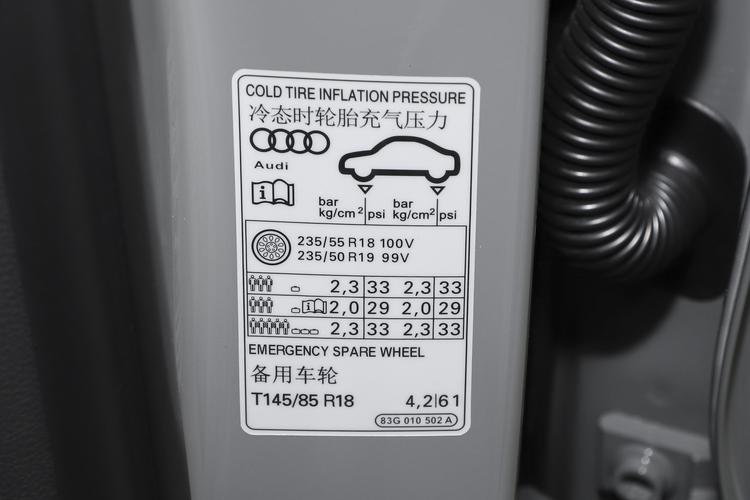 COLD TIRE INFLATION PRESSURE
冷态时轮胎充气压力
Audi
bar kg/cm² psi bar kg/cm² psi
235/55 R18 100V
235/50 R19 99V
2,3 33 2,3 33
i 2,0 29 2,0 29
2,3 33 2,3 33
EMERGENCY SPARE WHEEL
备用车轮
T145/85 R18 4,2|61
83G 010 502 A